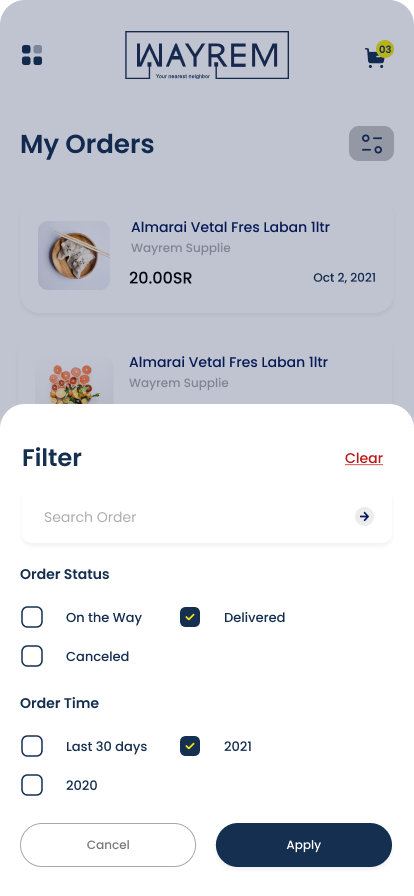 03
WAYREM
Your nearest neighbor
My Orders
Almarai Vetal Fres Laban 1ltr
Wayrem Supplie
20.00SR
Oct 2, 2021
Almarai Vetal Fres Laban 1ltr
Wayrem Supplie
Filter
Clear
Search Order
Order Status
On the Way
Delivered
Canceled
Order Time
Last 30 days
2021
2020
Cancel
Apply